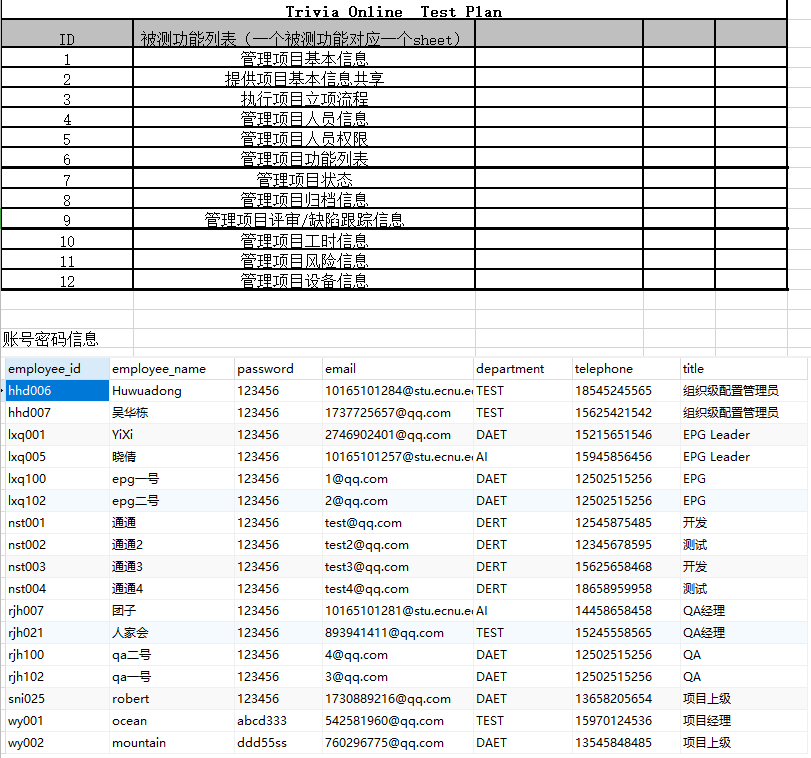 Trivia Online  Test Plan
ID 被测功能列表（一个被测功能对应一个sheet）
1 管理项目基本信息
2 提供项目基本信息共享
3 执行项目立项流程
4 管理项目人员信息
5 管理项目人员权限
6 管理项目功能列表
7 管理项目状态
8 管理项目归档信息
9 管理项目评审/缺陷跟踪信息
10 管理项目工时信息
11 管理项目风险信息
12 管理项目设备信息
账号密码信息
employee_id employee_name password email department telephone title
hhd006 Huwuadong 123456 10165101284@stu.ecnu.e TEST 18545245565 组织级配置管理员
hhd007 吴华栋 123456 1737725657@qq.com TEST 15625421542 组织级配置管理员
lxq001 YiXi 123456 2746902401@qq.com DAET 15215651546 EPG Leader
lxq005 晓倩 123456 10165101257@stu.ecnu.e AI 15945856456 EPG Leader
lxq100 epg一号 123456 1@qq.com DAET 12502515256 EPG
lxq102 epg二号 123456 2@qq.com DAET 12502515256 EPG
nst001 通通 123456 test@qq.com DERT 12545875485 开发
nst002 通通2 123456 test2@qq.com DERT 12345678595 测试
nst003 通通3 123456 test3@qq.com DERT 15625658468 开发
nst004 通通4 123456 test4@qq.com DERT 18658959958 测试
rjh007 团子 123456 10165101281@stu.ecnu.e AI 14458658458 QA经理
rjh021 人家会 123456 893941411@qq.com TEST 15245558565 QA经理
rjh100 qa二号 123456 4@qq.com DAET 12502515256 QA
rjh102 qa一号 123456 3@qq.com DAET 12502515256 QA
sni025 robert 123456 1730889216@qq.com DAET 13658205654 项目上级
wy001 ocean abcd333 542581960@qq.com TEST 15970124536 项目经理
wy002 mountain ddd55ss 760296775@qq.com DAET 13545848485 项目上级